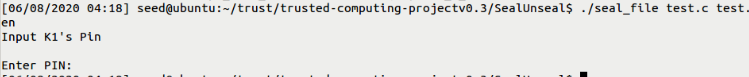 [06/08/2020 04:18] seed@ubuntu:~/trust/trusted-computing-projectv0.3/SealUnseal$ ./seal_file test.c test.
en
Input K1's Pin
Enter PIN: